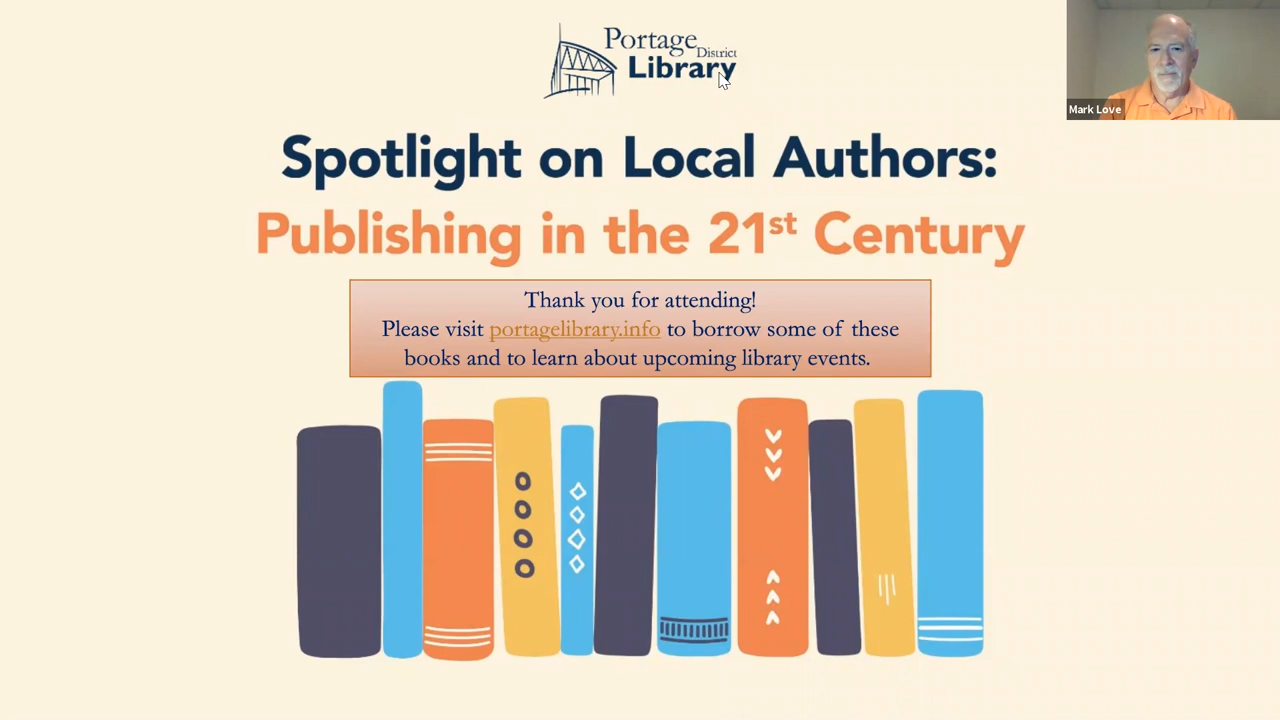 Portage
District
Library
Mark Love
Spotlight on Local Authors:
Publishing in the 21st Century
Thank you for attending!
Please visit portagelibrary.info to borrow some of these
books and to learn about upcoming library events.